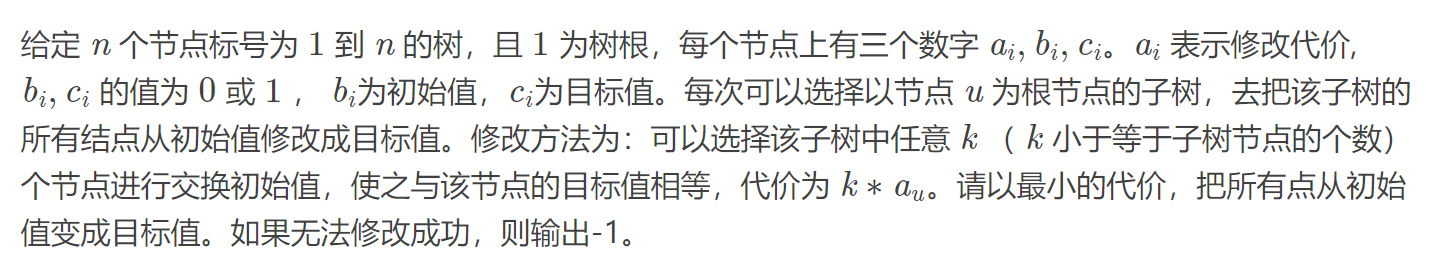 给定 n 个节点标号为 1 到 n 的树，且 1 为树根，每个节点上有三个数字 a_i, b_i, c_i。a_i 表示修改代价,
b_i, c_i 的值为 0 或 1 ， b_i为初始值，c_i为目标值。每次可以选择以节点 u 为根节点的子树，去把该子树的
所有结点从初始值修改成目标值。修改方法为：可以选择该子树中任意 k （ k 小于等于子树节点的个数）
个节点进行交换初始值，使之与该节点的目标值相等，代价为 k * a_u。请以最小的代价，把所有点从初始
值变成目标值。如果无法修改成功，则输出-1。